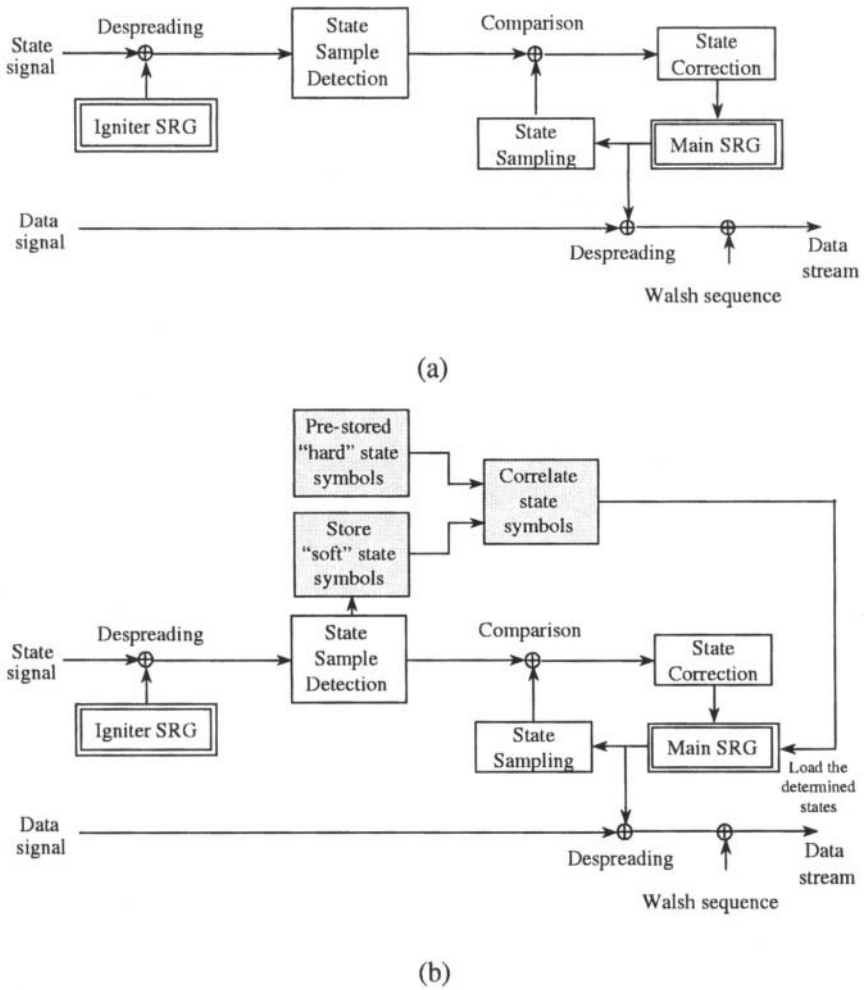 Despreading
State
Sample
Detection
Comparison
State
Correction
State
signal
Igniter SRG
State
Sampling
Main SRG
Data
signal
Despreading
Data
stream
Walsh sequence
(a)
Pre-stored
“hard” state
symbols
Correlate
state
symbols
Store
“soft” state
symbols
Despreading
State
Sample
Detection
Comparison
State
Correction
State
signal
Igniter SRG
State
Sampling
Main SRG
Load the
determined
states
Data
signal
Despreading
Data
stream
Walsh sequence
(b)